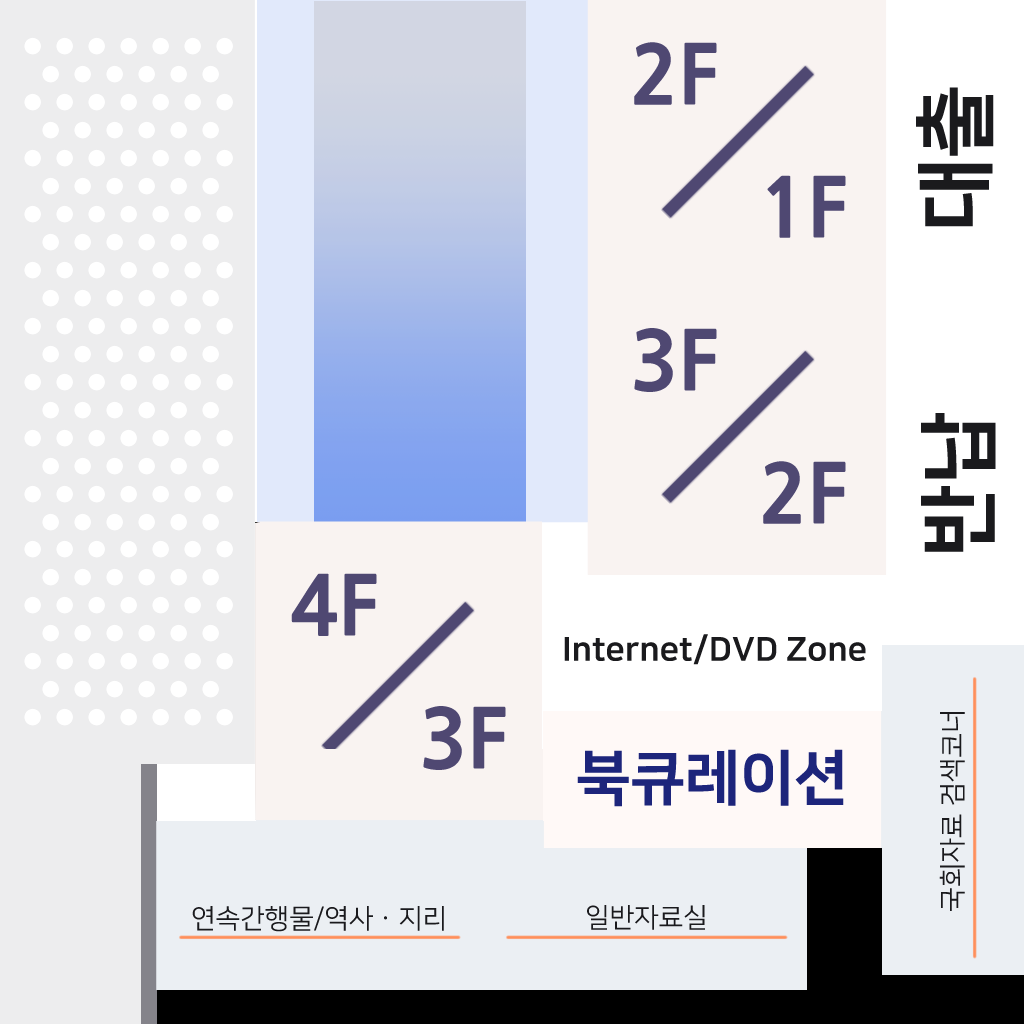 2F
1F
3F
2F
4F
3F
대출
반납
Internet/DVD Zone
북큐레이션
국회자료 검색코너
연속간행물/역사 · 지리
일반자료실